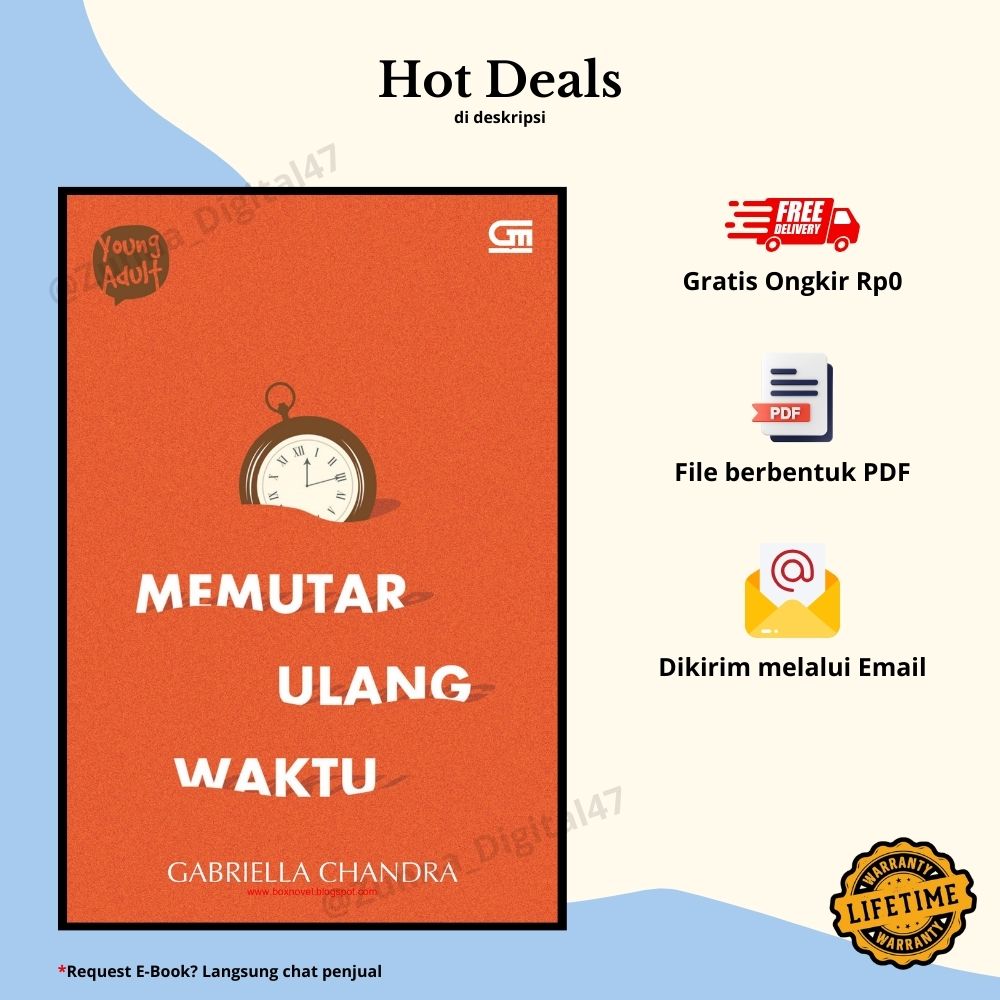 Hot Deals
di deskripsi
Young
Adult
GM
MEMUTAR
ULANG
WAKTU
GABRIELLA CHANDRA
www.boxnovel.blogspot.com
FREE
DELIVERY
Gratis Ongkir Rp0
PDF
File berbentuk PDF
@
Dikirim melalui Email
WARRANTY
LIFETIME
WARRANTY
*Request E-Book? Langsung chat penjual